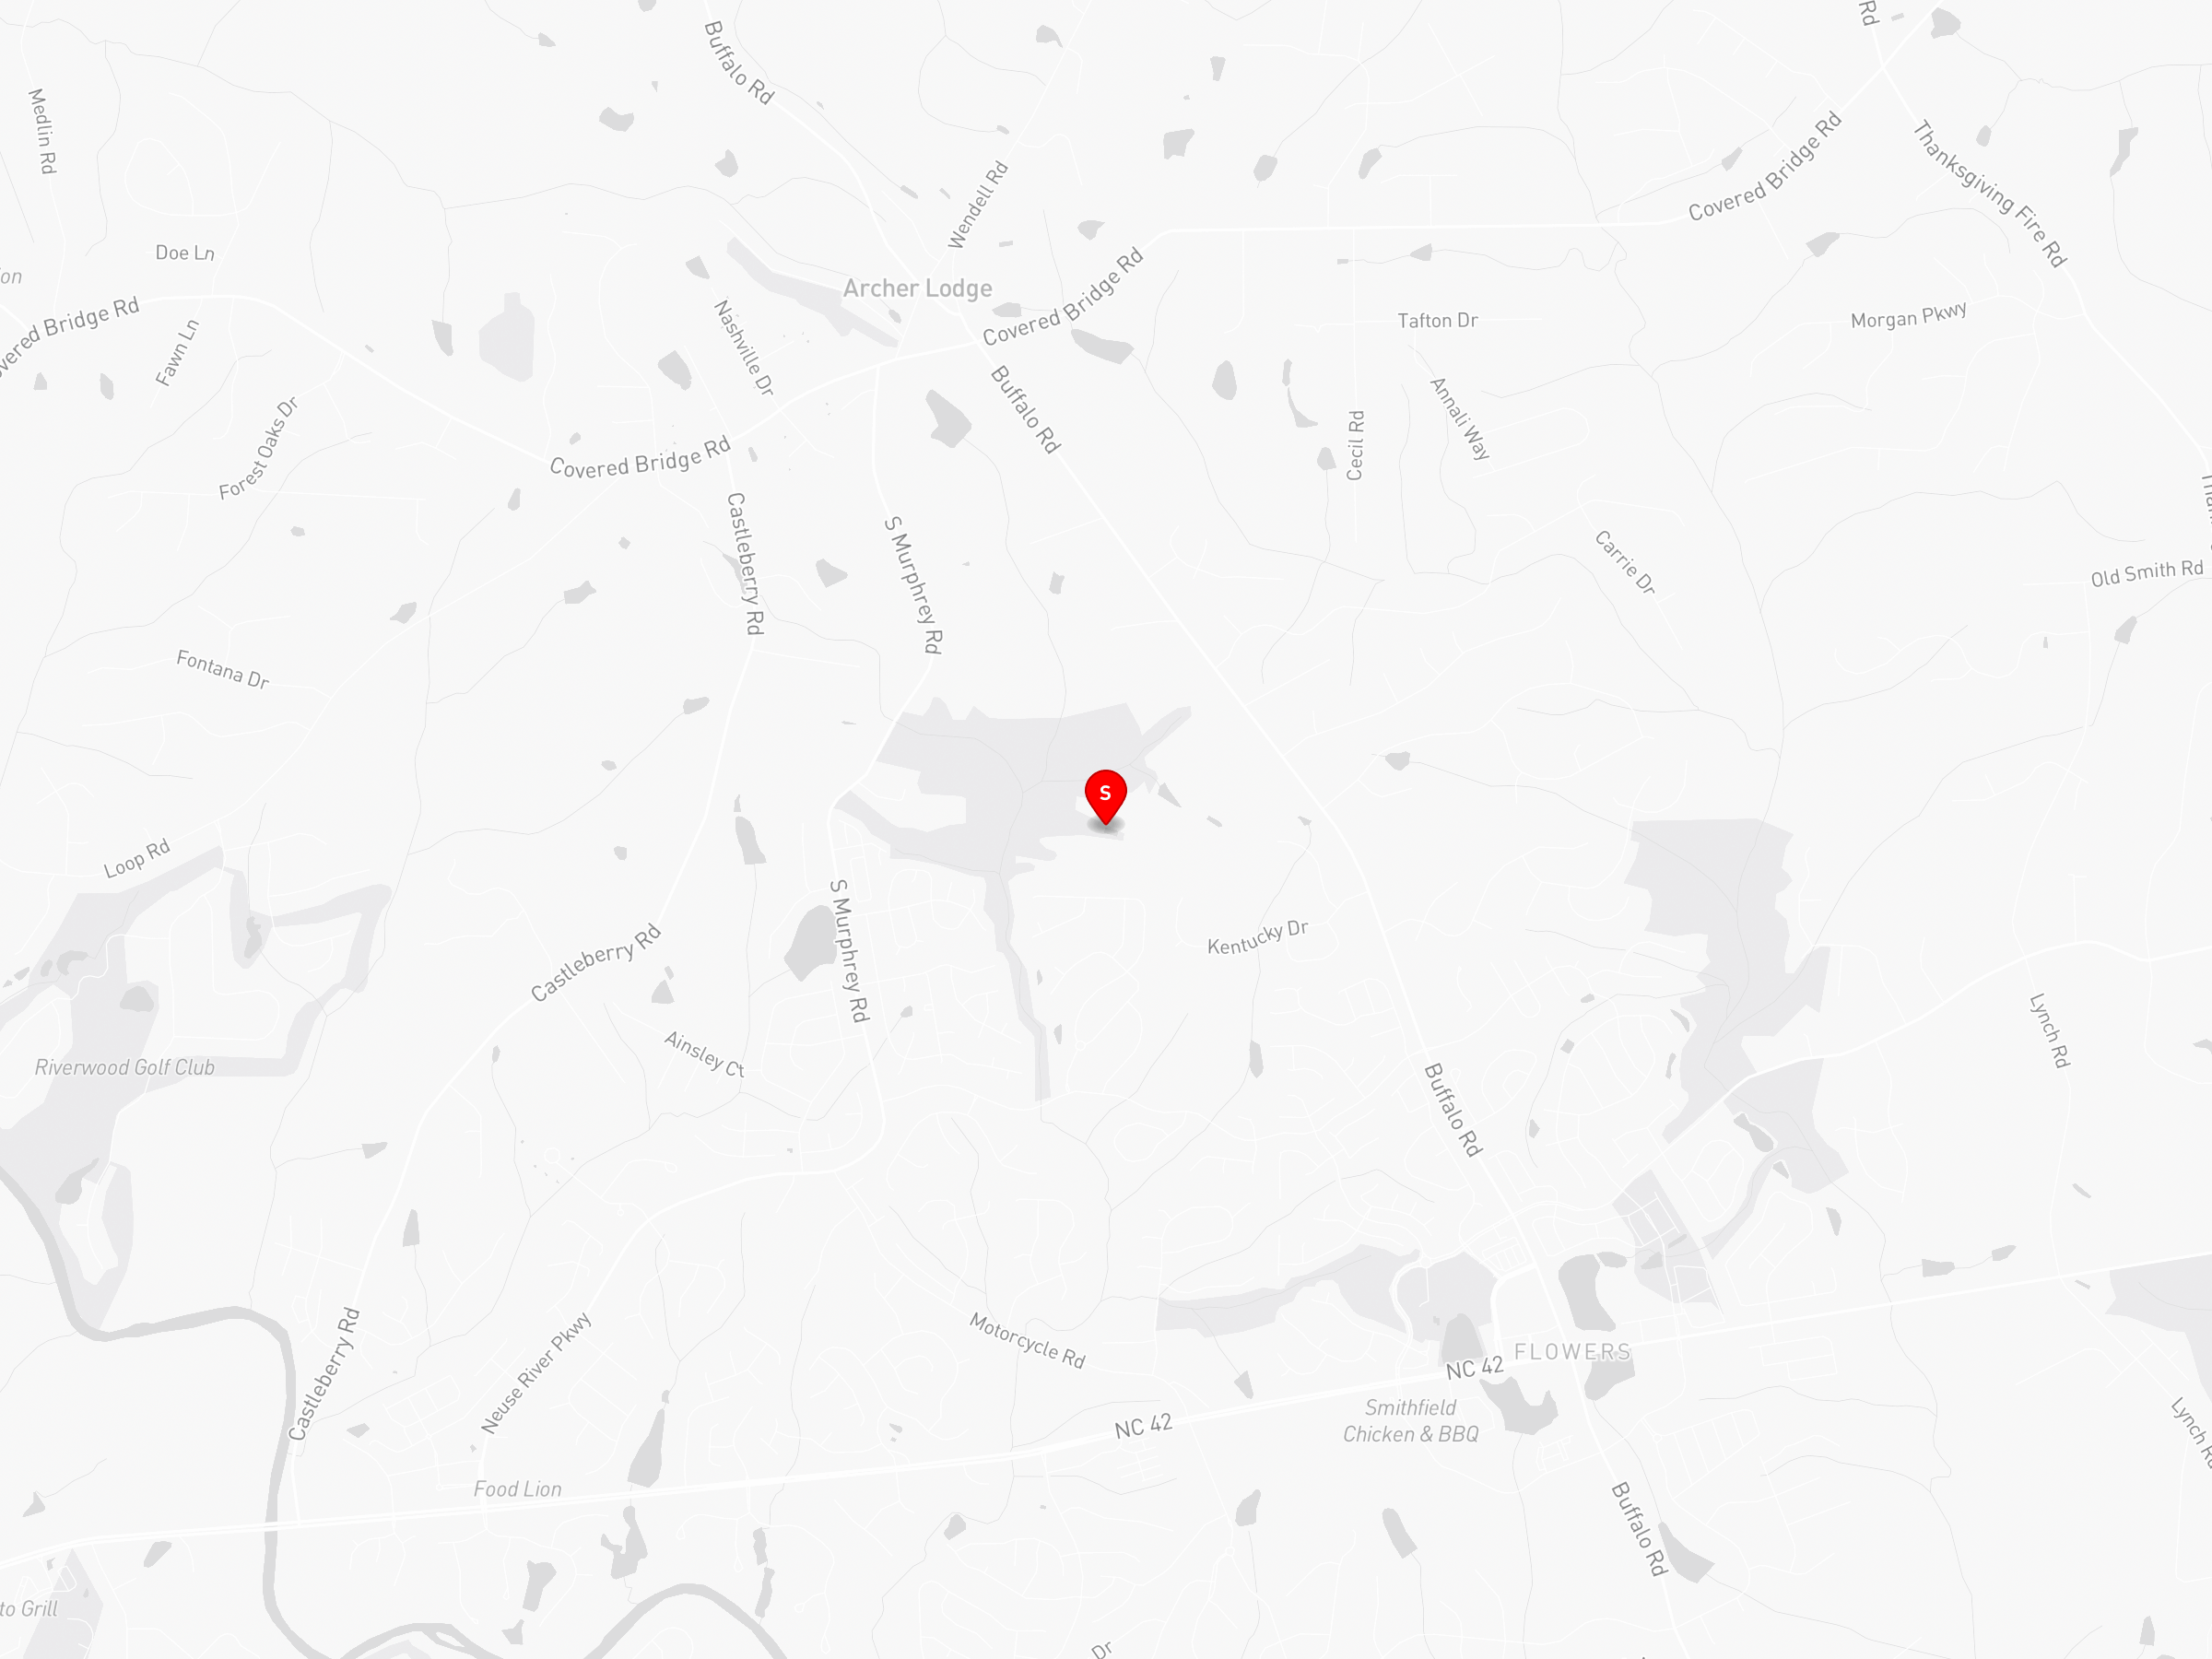 Rd
Buffalo Rd
Medlin Rd
Covered Bridge Rd
Thanksgiving Fire Rd
Wendell Rd
Doe Ln
Archer Lodge
Covered Bridge Rd
Bridge Rd
Fawn Ln
Nashville Dr
Tafton Dr
Morgan Pkwy
Buffalo Rd
Annali Way
Cecil Rd
Forest Oaks Dr
Covered Bridge Rd
Castleberry Rd
S Murphrey Rd
Carrie Dr
Old Smith Rd
Fontana Dr
S
Loop Rd
S Murphrey Rd
Kentucky Dr
Castleberry Rd
Ainsley Ct
Lynch Rd
Riverwood Golf Club
Buffalo Rd
Castleberry Rd
Neuse River Pkwy
Motorcycle Rd
FLOWERS
NC 42
Smithfield
Chicken & BBQ
NC 42
Lynch Rd
Food Lion
Buffalo Rd
to Grill
Dr